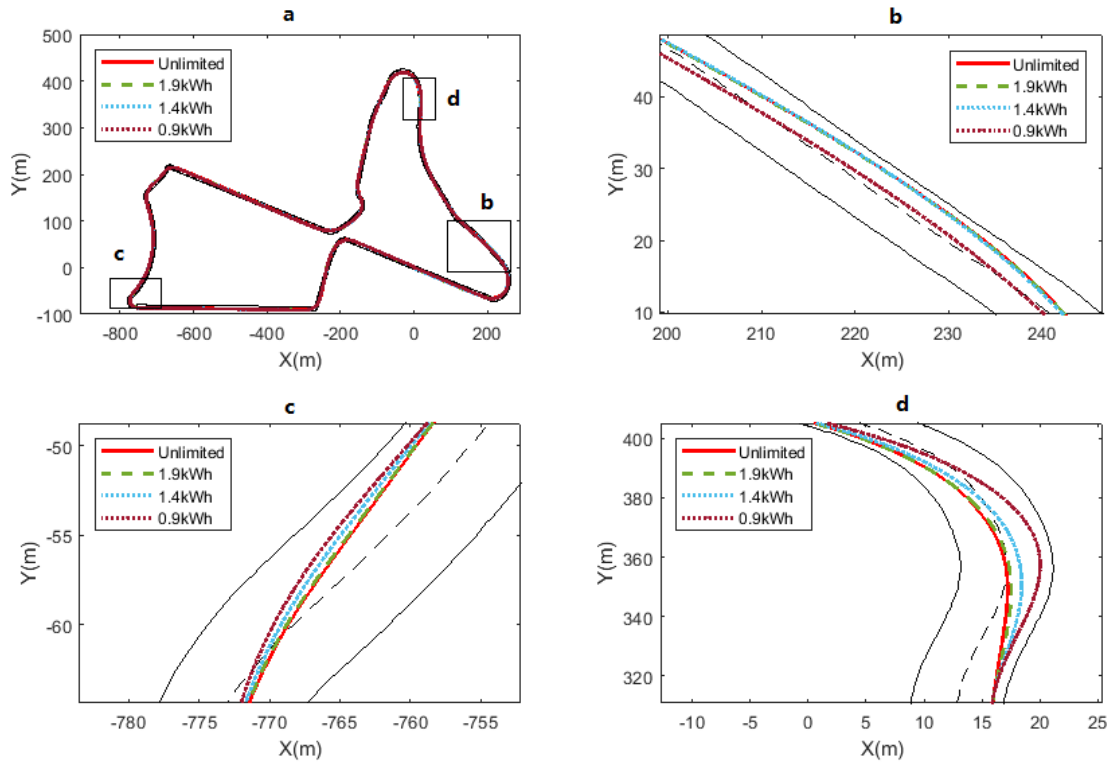 a
500
400
300
200
100
0
-100
Y(m)
Unlimited
1.9kWh
1.4kWh
0.9kWh
d
b
c
-800 -600 -400 -200 0 200
X(m)
b
40
30
20
10
Y(m)
Unlimited
1.9kWh
1.4kWh
0.9kWh
200 210 220 230 240
X(m)
c
-50
-55
-60
Y(m)
Unlimited
1.9kWh
1.4kWh
0.9kWh
-780 -775 -770 -765 -760 -755
X(m)
d
400
380
360
340
320
Y(m)
Unlimited
1.9kWh
1.4kWh
0.9kWh
-10 -5 0 5 10 15 20 25
X(m)